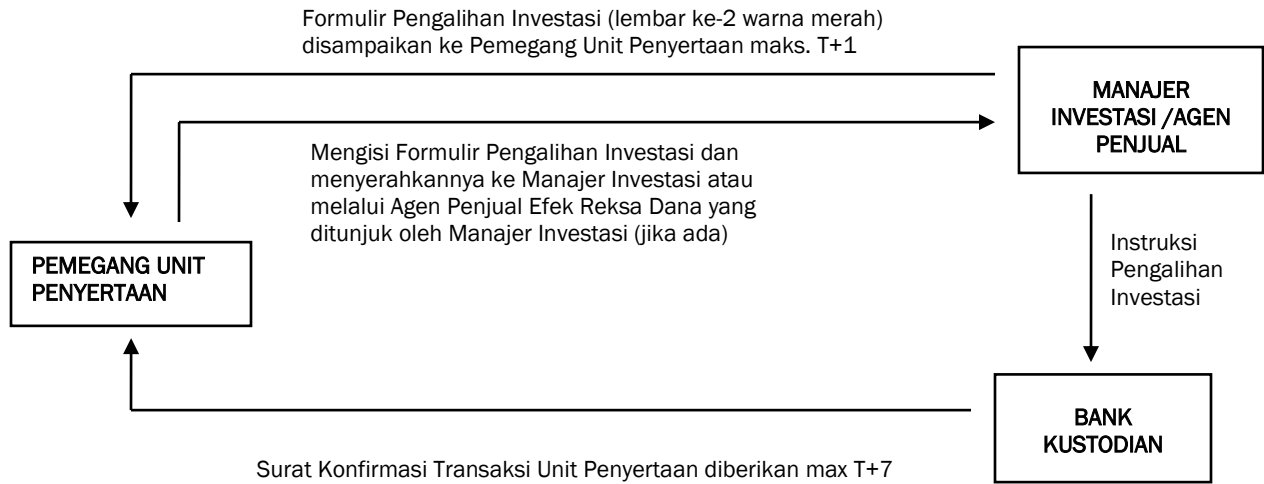 Formulir Pengalihan Investasi (lembar ke-2 warna merah)
disampaikan ke Pemegang Unit Penyertaan maks. T+1
MANAJER
INVESTASI /AGEN
PENJUAL
Mengisi Formulir Pengalihan Investasi dan
menyerahkannya ke Manajer Investasi atau
melalui Agen Penjual Efek Reksa Dana yang
ditunjuk oleh Manajer Investasi (jika ada)
PEMEGANG UNIT
PENYERTAAN
Instruksi
Pengalihan
Investasi
BANK
KUSTODIAN
Surat Konfirmasi Transaksi Unit Penyertaan diberikan max T+7